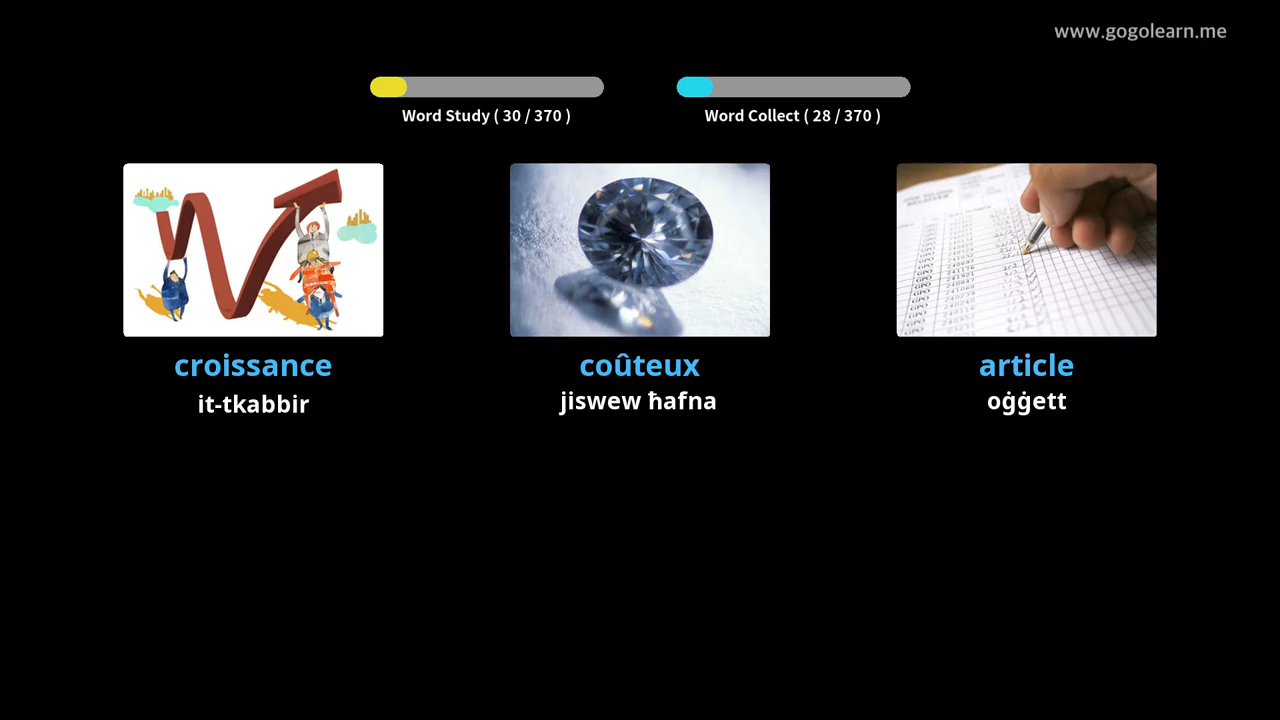 www.gogolearn.me
Word Study ( 30 / 370 )
Word Collect ( 28 / 370 )
croissance
coûteux
article
it-tkabbir
jiswew ħafna
oġġett